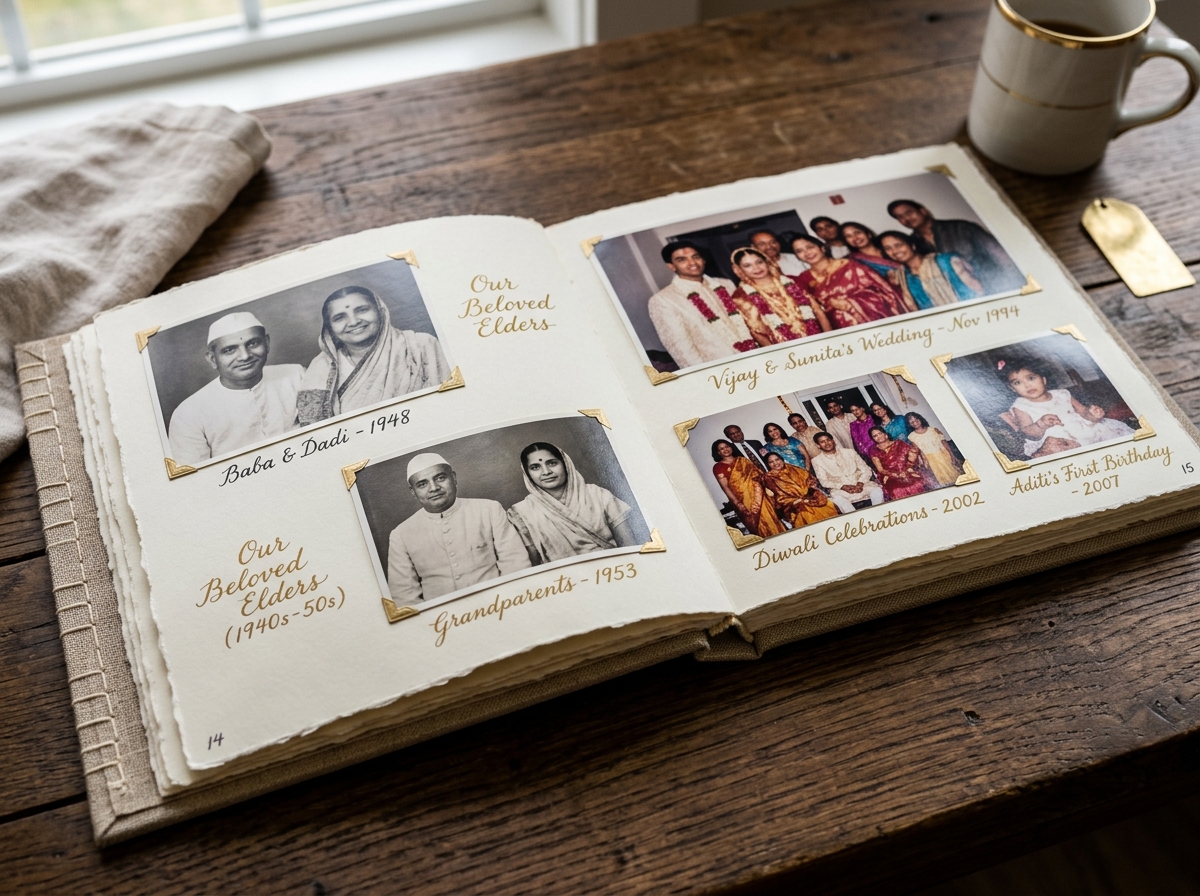 Our
Beloved
Elders
Baba & Dadi - 1948
Our
Beloved
Elders
(1940s-50s)
Grandparents - 1953
14
Vijay & Sunita's Wedding - Nov 1994
Diwali Celebrations - 2002
Aditi's First Birthday
- 2007
15